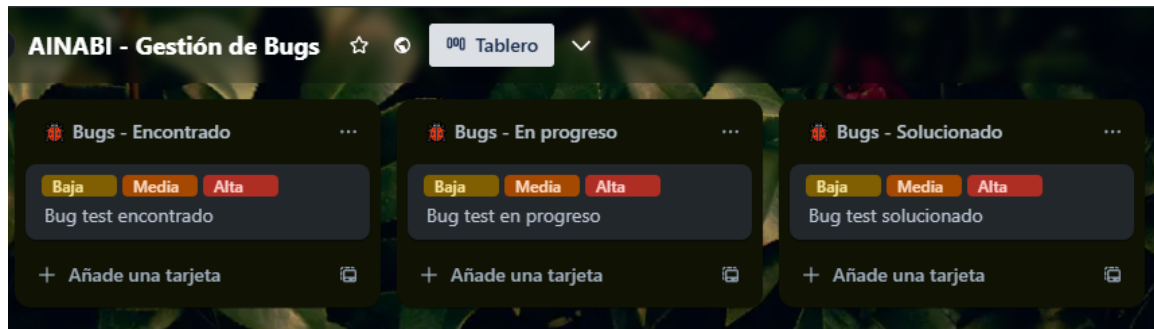 AINABI - Gestión de Bugs
Tablero
Bugs - Encontrado
Baja Media Alta
Bug test encontrado
+ Añade una tarjeta
Bugs - En progreso
Baja Media Alta
Bug test en progreso
+ Añade una tarjeta
Bugs - Solucionado
Baja Media Alta
Bug test solucionado
+ Añade una tarjeta